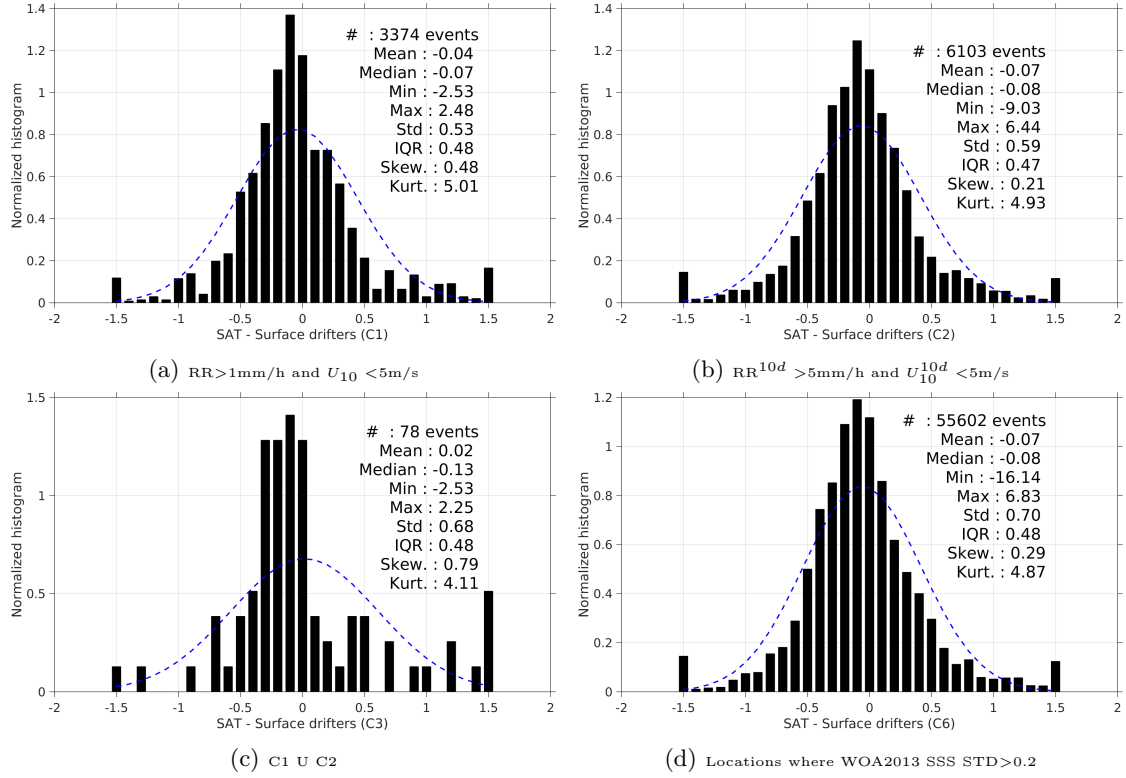 Normalized histogram
1.4
1.2
1
0.8
0.6
0.4
0.2
0
# : 3374 events
Mean : -0.04
Median : -0.07
Min : -2.53
Max : 2.48
Std : 0.53
IQR : 0.48
Skew. : 0.48
Kurt. : 5.01
-2 -1.5 -1 -0.5 0 0.5 1 1.5 2
SAT - Surface drifters (C1)
(a) RR>1mm/h and U10 <5m/s
Normalized histogram
1.4
1.2
1
0.8
0.6
0.4
0.2
0
# : 6103 events
Mean : -0.07
Median : -0.08
Min : -9.03
Max : 6.44
Std : 0.59
IQR : 0.47
Skew. : 0.21
Kurt. : 4.93
-2 -1.5 -1 -0.5 0 0.5 1 1.5 2
SAT - Surface drifters (C2)
(b) RR10d >5mm/h and U10 10d <5m/s
Normalized histogram
1.5
1
0.5
0
# : 78 events
Mean : 0.02
Median : -0.13
Min : -2.53
Max : 2.25
Std : 0.68
IQR : 0.48
Skew. : 0.79
Kurt. : 4.11
-2 -1.5 -1 -0.5 0 0.5 1 1.5 2
SAT - Surface drifters (C3)
(c) C1 U C2
Normalized histogram
1.2
1
0.8
0.6
0.4
0.2
0
# : 55602 events
Mean : -0.07
Median : -0.08
Min : -16.14
Max : 6.83
Std : 0.70
IQR : 0.48
Skew. : 0.29
Kurt. : 4.87
-2 -1.5 -1 -0.5 0 0.5 1 1.5 2
SAT - Surface drifters (C6)
(d) Locations where WOA2013 SSS STD>0.2